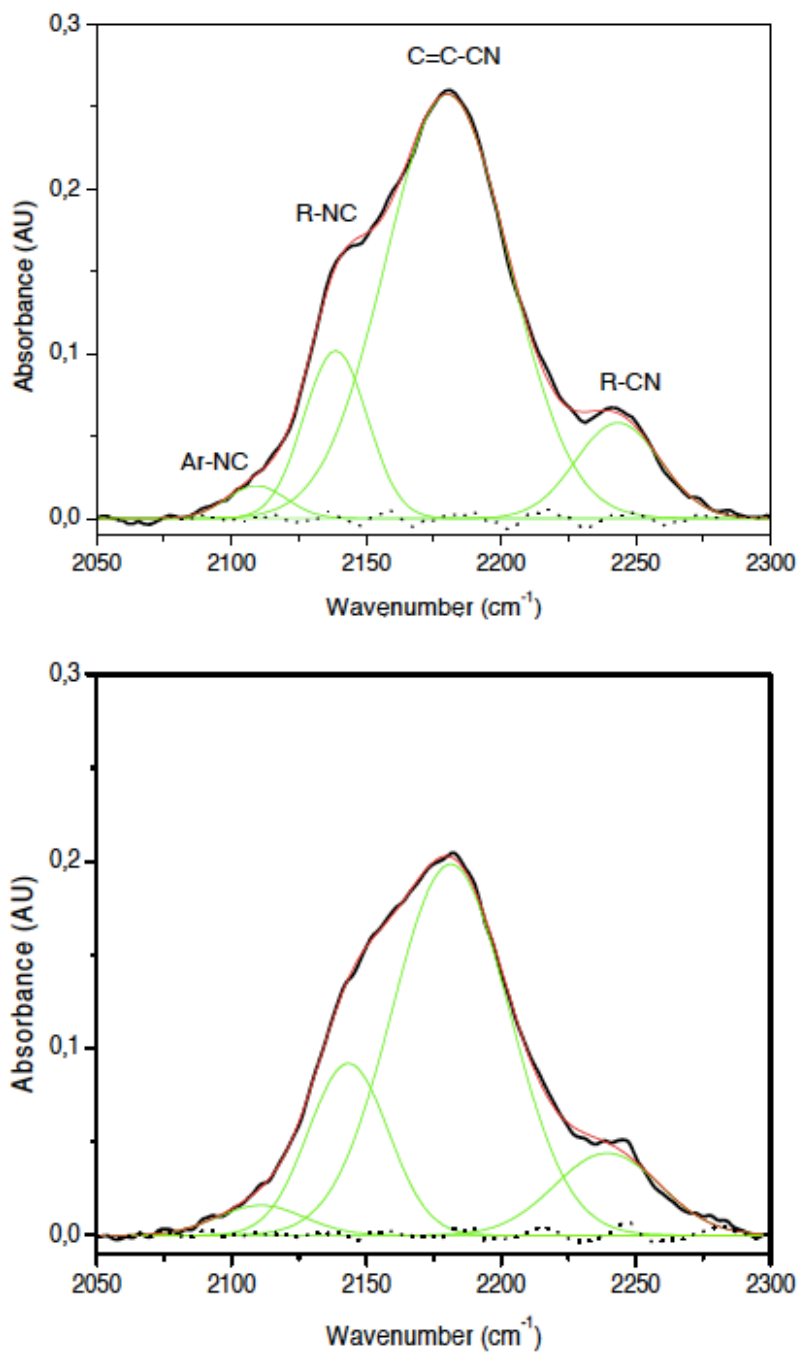 0,3
C=C-CN
0,2
R-NC
Absorbance (AU)
0,1
R-CN
Ar-NC
0,0
2050 2100 2150 2200 2250 2300
Wavenumber (cm⁻¹)
0,3
0,2
Absorbance (AU)
0,1
0,0
2050 2100 2150 2200 2250 2300
Wavenumber (cm⁻¹)